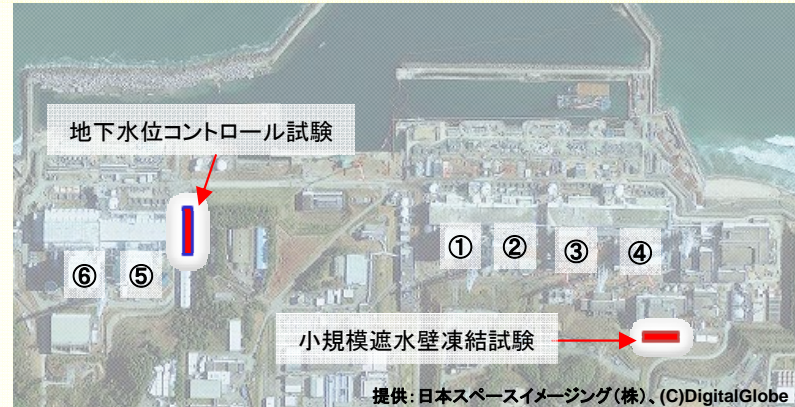 地下水位コントロール試験
① ② ③ ④
⑥ ⑤
小規模遮水壁凍結試験
提供：日本スペースイメージング（株）、(C)DigitalGlobe